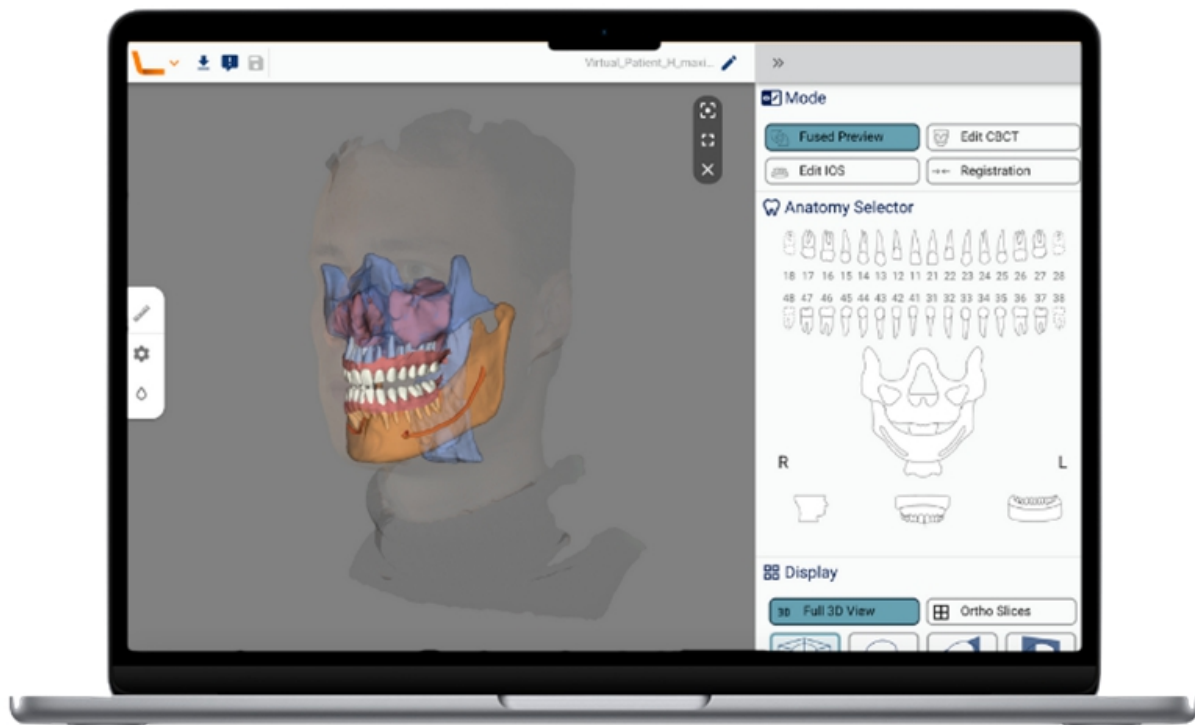 Virtual_Patient_H_maxi...
Mode
Fused Preview
Edit CBCT
Edit IOS
Registration
Anatomy Selector
18 17 16 15 14 13 12 11 21 22 23 24 25 26 27 28
48 47 46 45 44 43 42 41 31 32 33 34 35 36 37 38
R
L
Display
3D Full 3D View
Ortho Slices